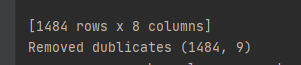 [1484 rows x 8 columns]
Removed dublicates (1484, 9)